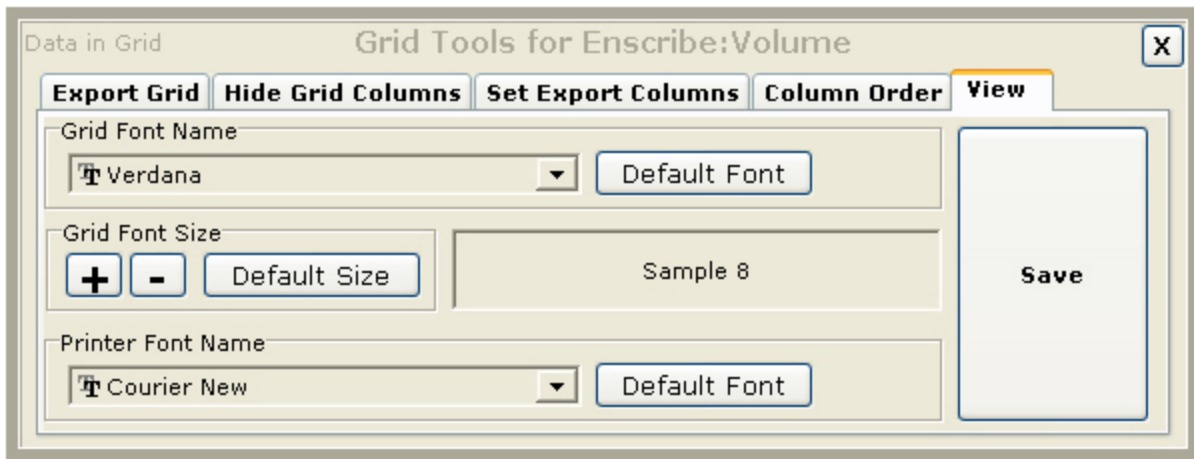 Data in Grid Grid Tools for Enscribe:Volume X
Export Grid Hide Grid Columns Set Export Columns Column Order View
Grid Font Name
Verdana Default Font
Grid Font Size
+ - Default Size Sample 8 Save
Printer Font Name
Courier New Default Font